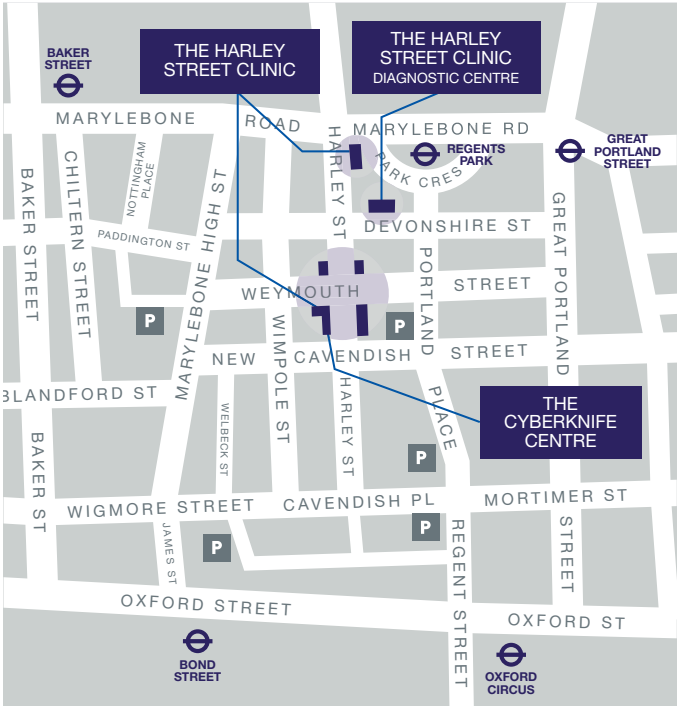 BAKER
STREET
THE HARLEY
STREET CLINIC
THE HARLEY
STREET CLINIC
DIAGNOSTIC CENTRE
MARYLEBONE ROAD
MARYLEBONE RD
REGENTS
PARK
GREAT
PORTLAND
STREET
PARK CRES
HARLEY ST
NOTTINGHAM
PLACE
CHILTERN STREET
BAKER STREET
PADDINGTON ST
MARYLEBONE HIGH ST
DEVONSHIRE ST
GREAT PORTLAND
STREET
WEYMOUTH STREET
PORTLAND
PLACE
P
P
WIMPOLE ST
NEW CAVENDISH STREET
BLANDFORD ST
HARLEY ST
WELBECK ST
THE
CYBERKNIFE
CENTRE
BAKER ST
P
WIGMORE STREET
CAVENDISH PL
MORTIMER ST
P
P
JAMES ST
REGENT STREET
OXFORD STREET
OXFORD ST
BOND
STREET
OXFORD
CIRCUS